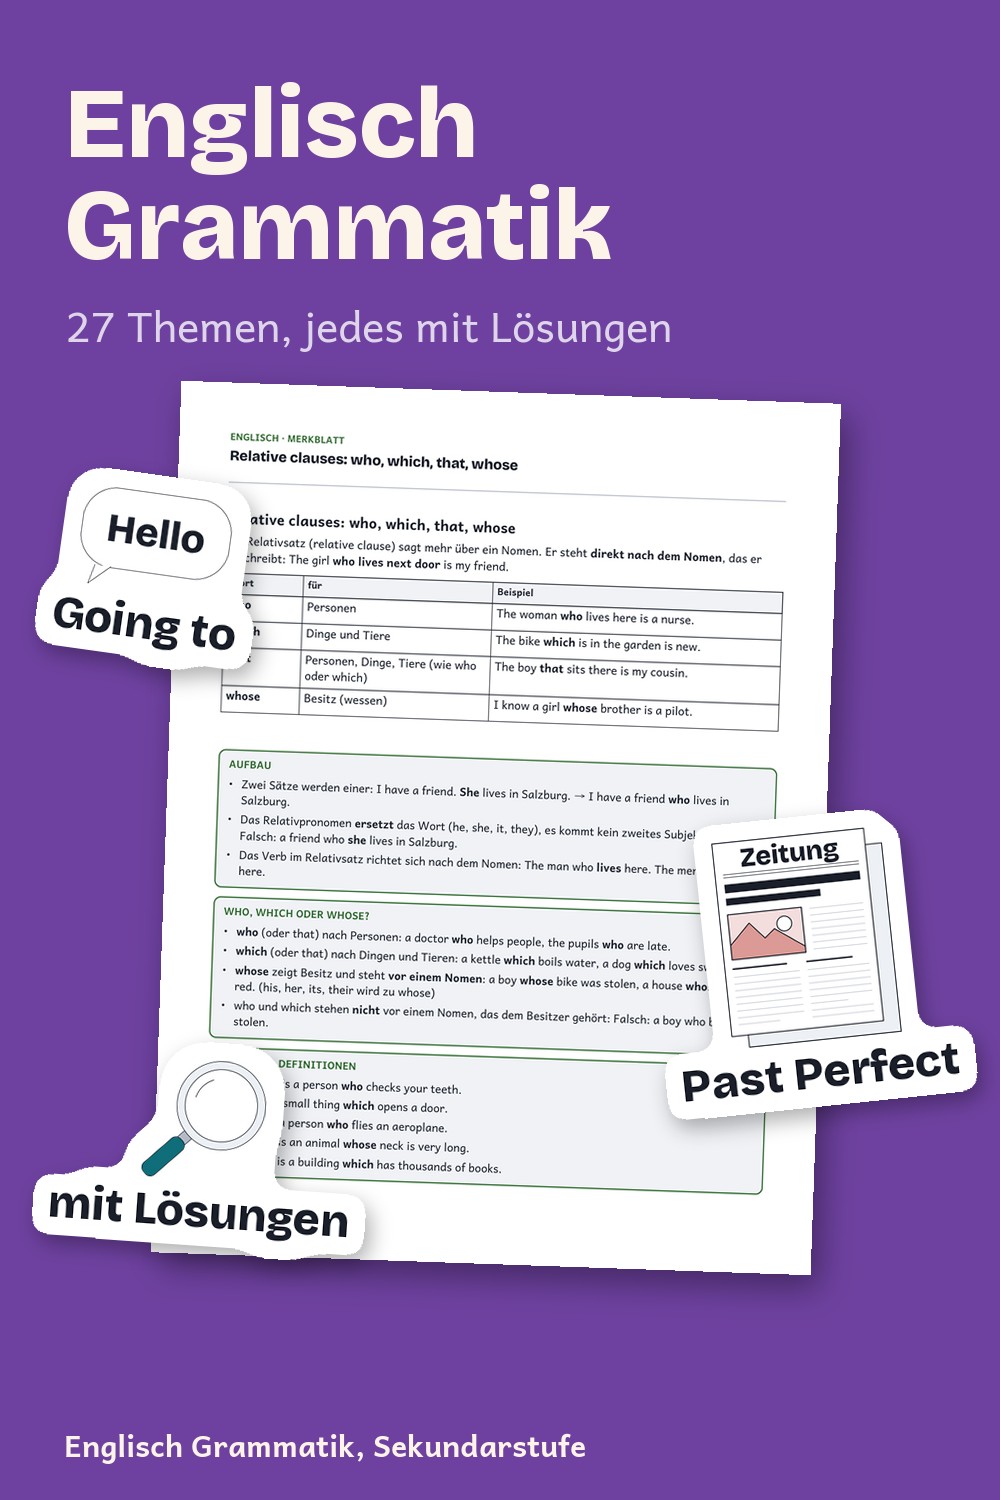 Englisch
Grammatik
27 Themen, jedes mit Lösungen
ENGLISCH · MERKBLATT
Relative clauses: who, which, that, whose
clauses: who, which, that, whose
Relativsatz (relative clause) sagt mehr über ein Nomen. Er steht direkt nach dem Nomen, das er
The girl who lives next door is my friend.
für
Beispiel
Personen
The woman who lives here is a nurse.
Dinge und Tiere
The bike which is in the garden is new.
Personen, Dinge, Tiere (wie who
oder which)
The boy that sits there is my cousin.
whose
Besitz (wessen)
I know a girl whose brother is a pilot.
Hello
Going to
AUFBAU
• Zwei Sätze werden einer: I have a friend. She lives in Salzburg. → I have a friend who lives in
Salzburg.
• Das Relativpronomen ersetzt das Wort (he, she, it, they), es kommt kein zweites
Falsch: a friend who she lives in Salzburg.
• Das Verb im Relativsatz richtet sich nach dem Nomen: The man who lives here. The
here.
WHO, WHICH ODER WHOSE?
• who (oder that) nach Personen: a doctor who helps people, the pupils who are late.
• which (oder that) nach Dingen und Tieren: a kettle which boils water, a dog which loves
• whose zeigt Besitz und steht vor einem Nomen: a boy whose bike was stolen, a house
red. (his, her, its, their wird zu whose)
• who und which stehen nicht vor einem Nomen, das dem Besitzer gehört: Falsch: a boy who
stolen.
Zeitung
Past Perfect
DEFINITIONEN
a person who checks your teeth.
small thing which opens a door.
person who flies an aeroplane.
an animal whose neck is very long.
is a building which has thousands of books.
mit Lösungen
Englisch Grammatik, Sekundarstufe